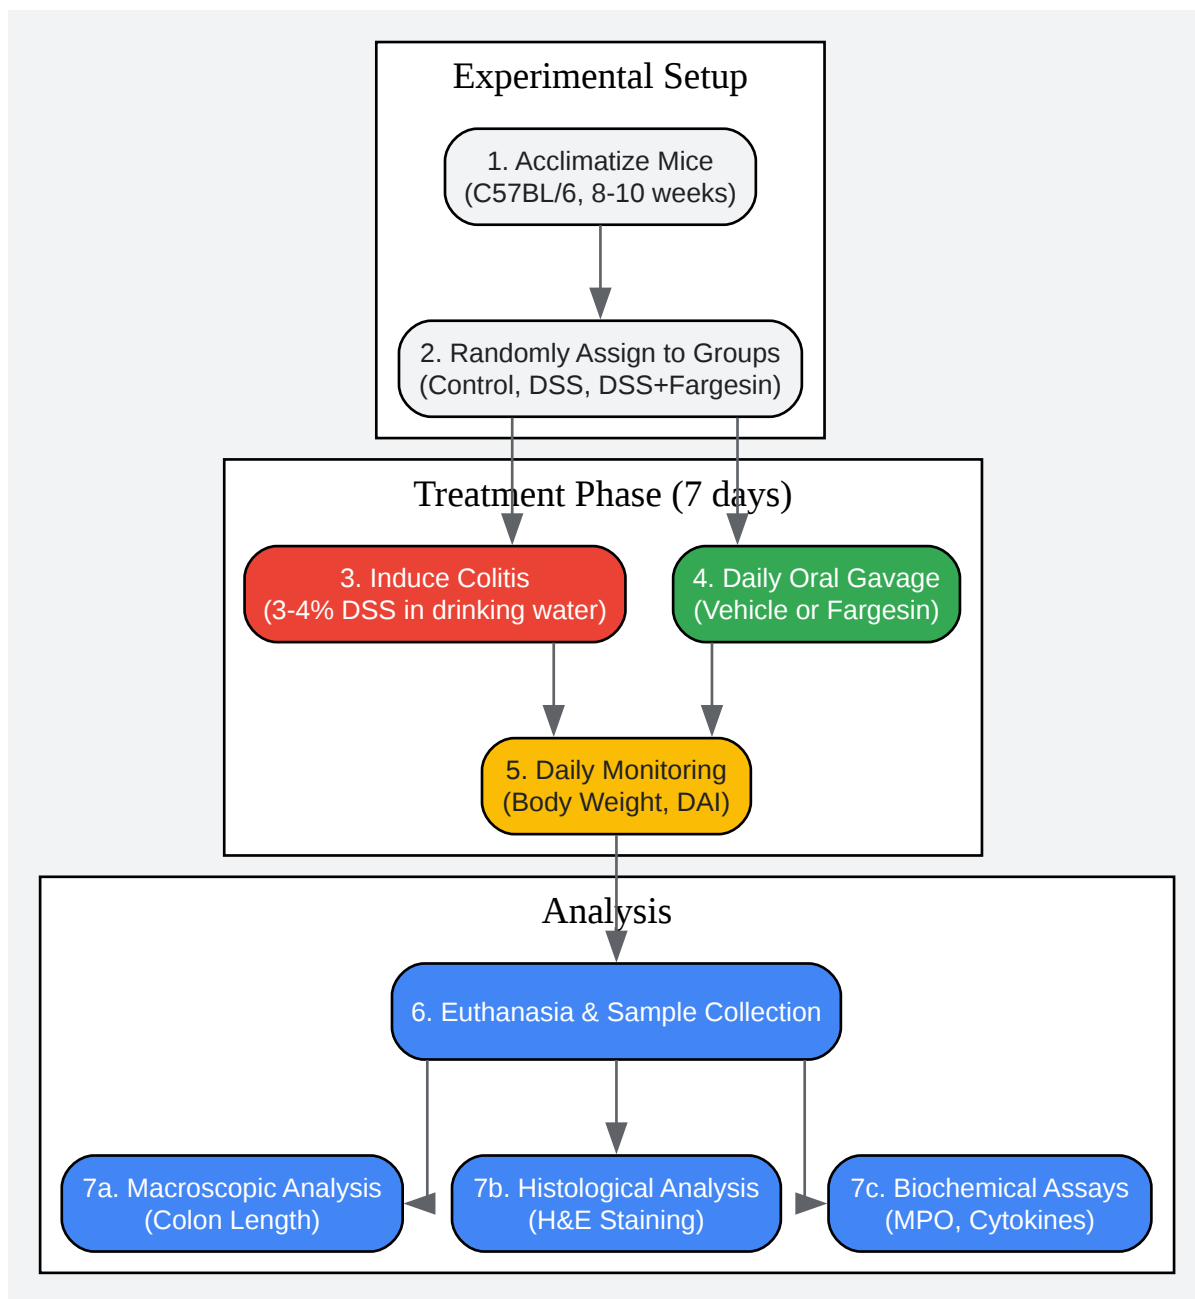 Experimental Setup
1. Acclimatize Mice
(C57BL/6, 8-10 weeks)
2. Randomly Assign to Groups
(Control, DSS, DSS+Fargesin)
Treatment Phase (7 days)
3. Induce Colitis
(3-4% DSS in drinking water)
4. Daily Oral Gavage
(Vehicle or Fargesin)
5. Daily Monitoring
(Body Weight, DAI)
Analysis
6. Euthanasia & Sample Collection
7a. Macroscopic Analysis
(Colon Length)
7b. Histological Analysis
(H&E Staining)
7c. Biochemical Assays
(MPO, Cytokines)